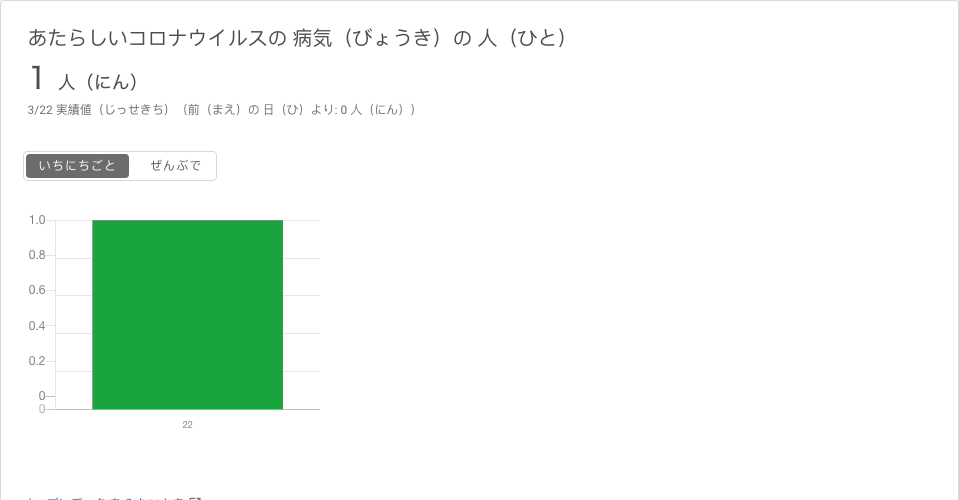 あたらしいコロナウイルスの 病気（びょうき）の 人（ひと）
1 人（にん）
3/22 実績値（じっせきち）（前（まえ）の 日（ひ）より: 0 人（にん））
いちにちごと ぜんぶで
1.0
0.8
0.6
0.4
0.2
0
0
22